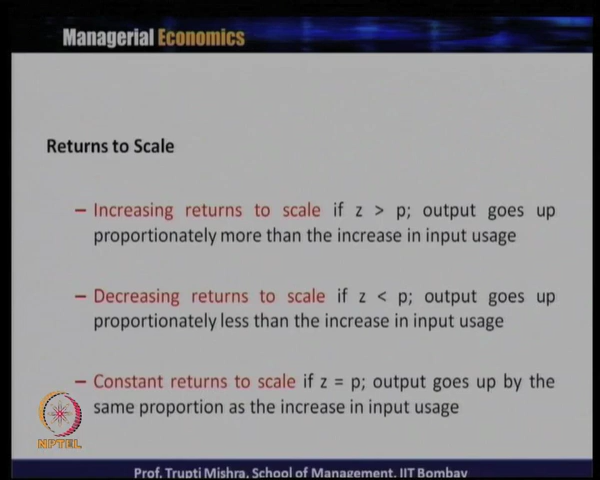 Managerial Economics
Returns to Scale
– Increasing returns to scale if z > p; output goes up
proportionately more than the increase in input usage
– Decreasing returns to scale if z < p; output goes up
proportionately less than the increase in input usage
– Constant returns to scale if z = p; output goes up by the
same proportion as the increase in input usage
NPTEL
Prof. Trupti Mishra, School of Management, IIT Bombay